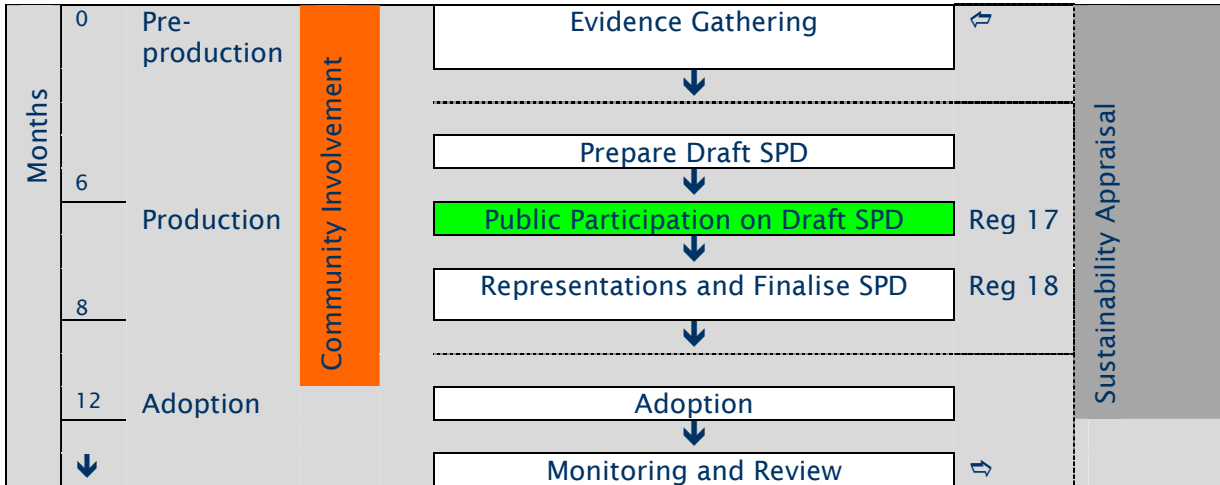 Months
0
Pre-
production
Community Involvement
Evidence Gathering
⇦
Sustainability Appraisal
🡻
Prepare Draft SPD
6
🡻
Production
Public Participation on Draft SPD
Reg 17
🡻
Representations and Finalise SPD
Reg 18
8
🡻
12
Adoption
Adoption
🡻
🡻
Monitoring and Review
⇨